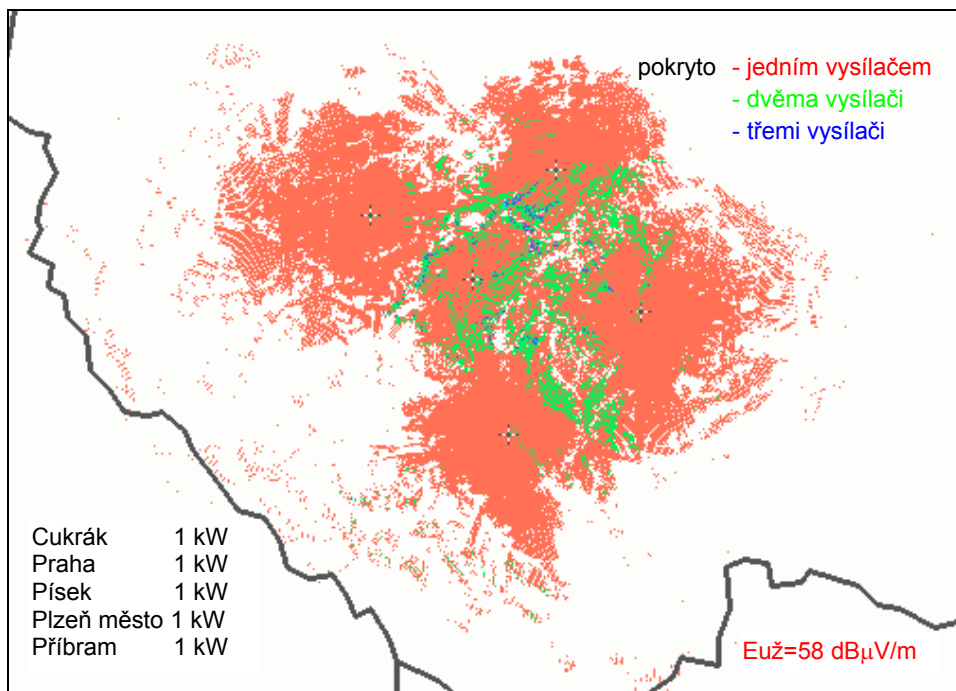 pokryto - jedním vysílačem
- dvěma vysílači
- třemi vysílači
Cukrák 1 kW
Praha 1 kW
Písek 1 kW
Plzeň město 1 kW
Příbram 1 kW
Euž=58 dBµV/m